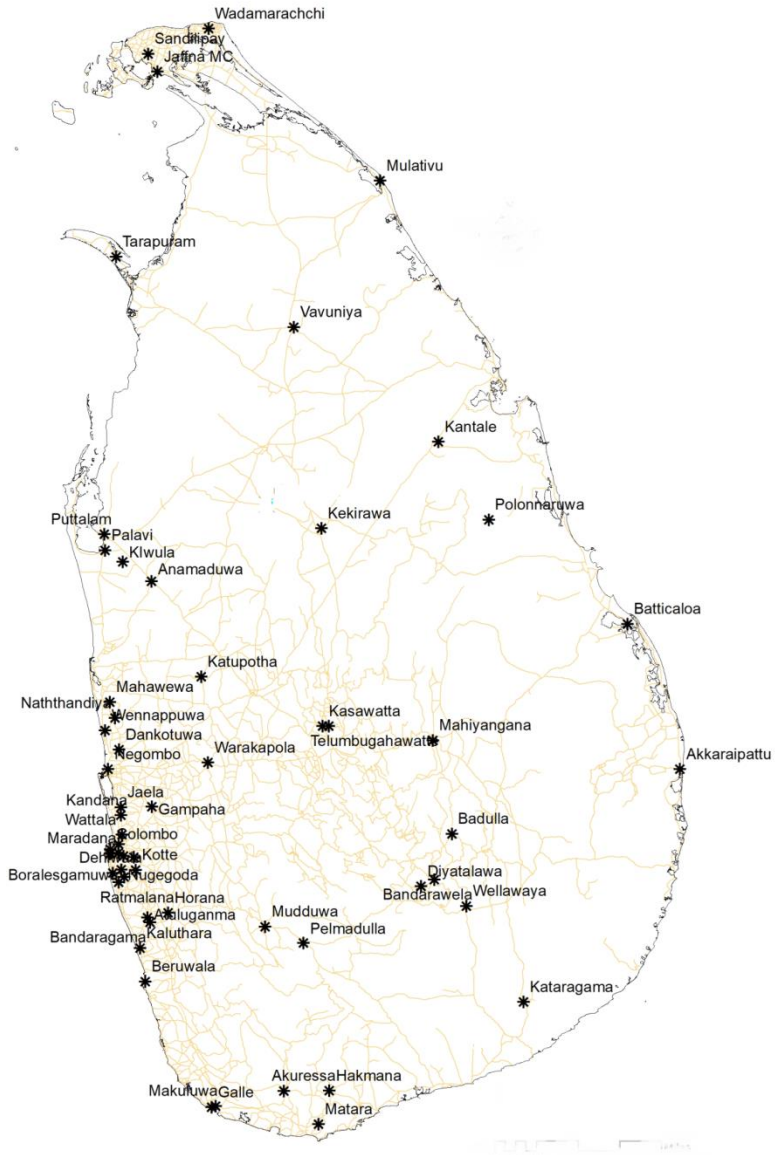 Wadamarachchi
Sandilipay
Jaffna MC
Mulativu
Tarapuram
Vavuniya
Kantale
Polonnaruwa
Kekirawa
Puttalam
Palavi
KIwula
Anamaduwa
Batticaloa
Katupotha
Mahawewa
Naththandiya
Wennappuwa
Kasawatta
Dankotuwa
Mahiyangana
Telumbugahawatta
Negombo
Warakapola
Akkaraipattu
Jaela
Kandana
Gampaha
Wattala
Colombo
Maradana
Badulla
Kotte
Boralesgamuwa
Nugegoda
Diyatalawa
Bandarawela
Wellawaya
Ratmalana
Horana
Atuluganma
Mudduwa
Kaluthara
Bandaragama
Pelmadulla
Beruwala
Kataragama
Akuressa
Hakmana
Makuluwa
Galle
Matara